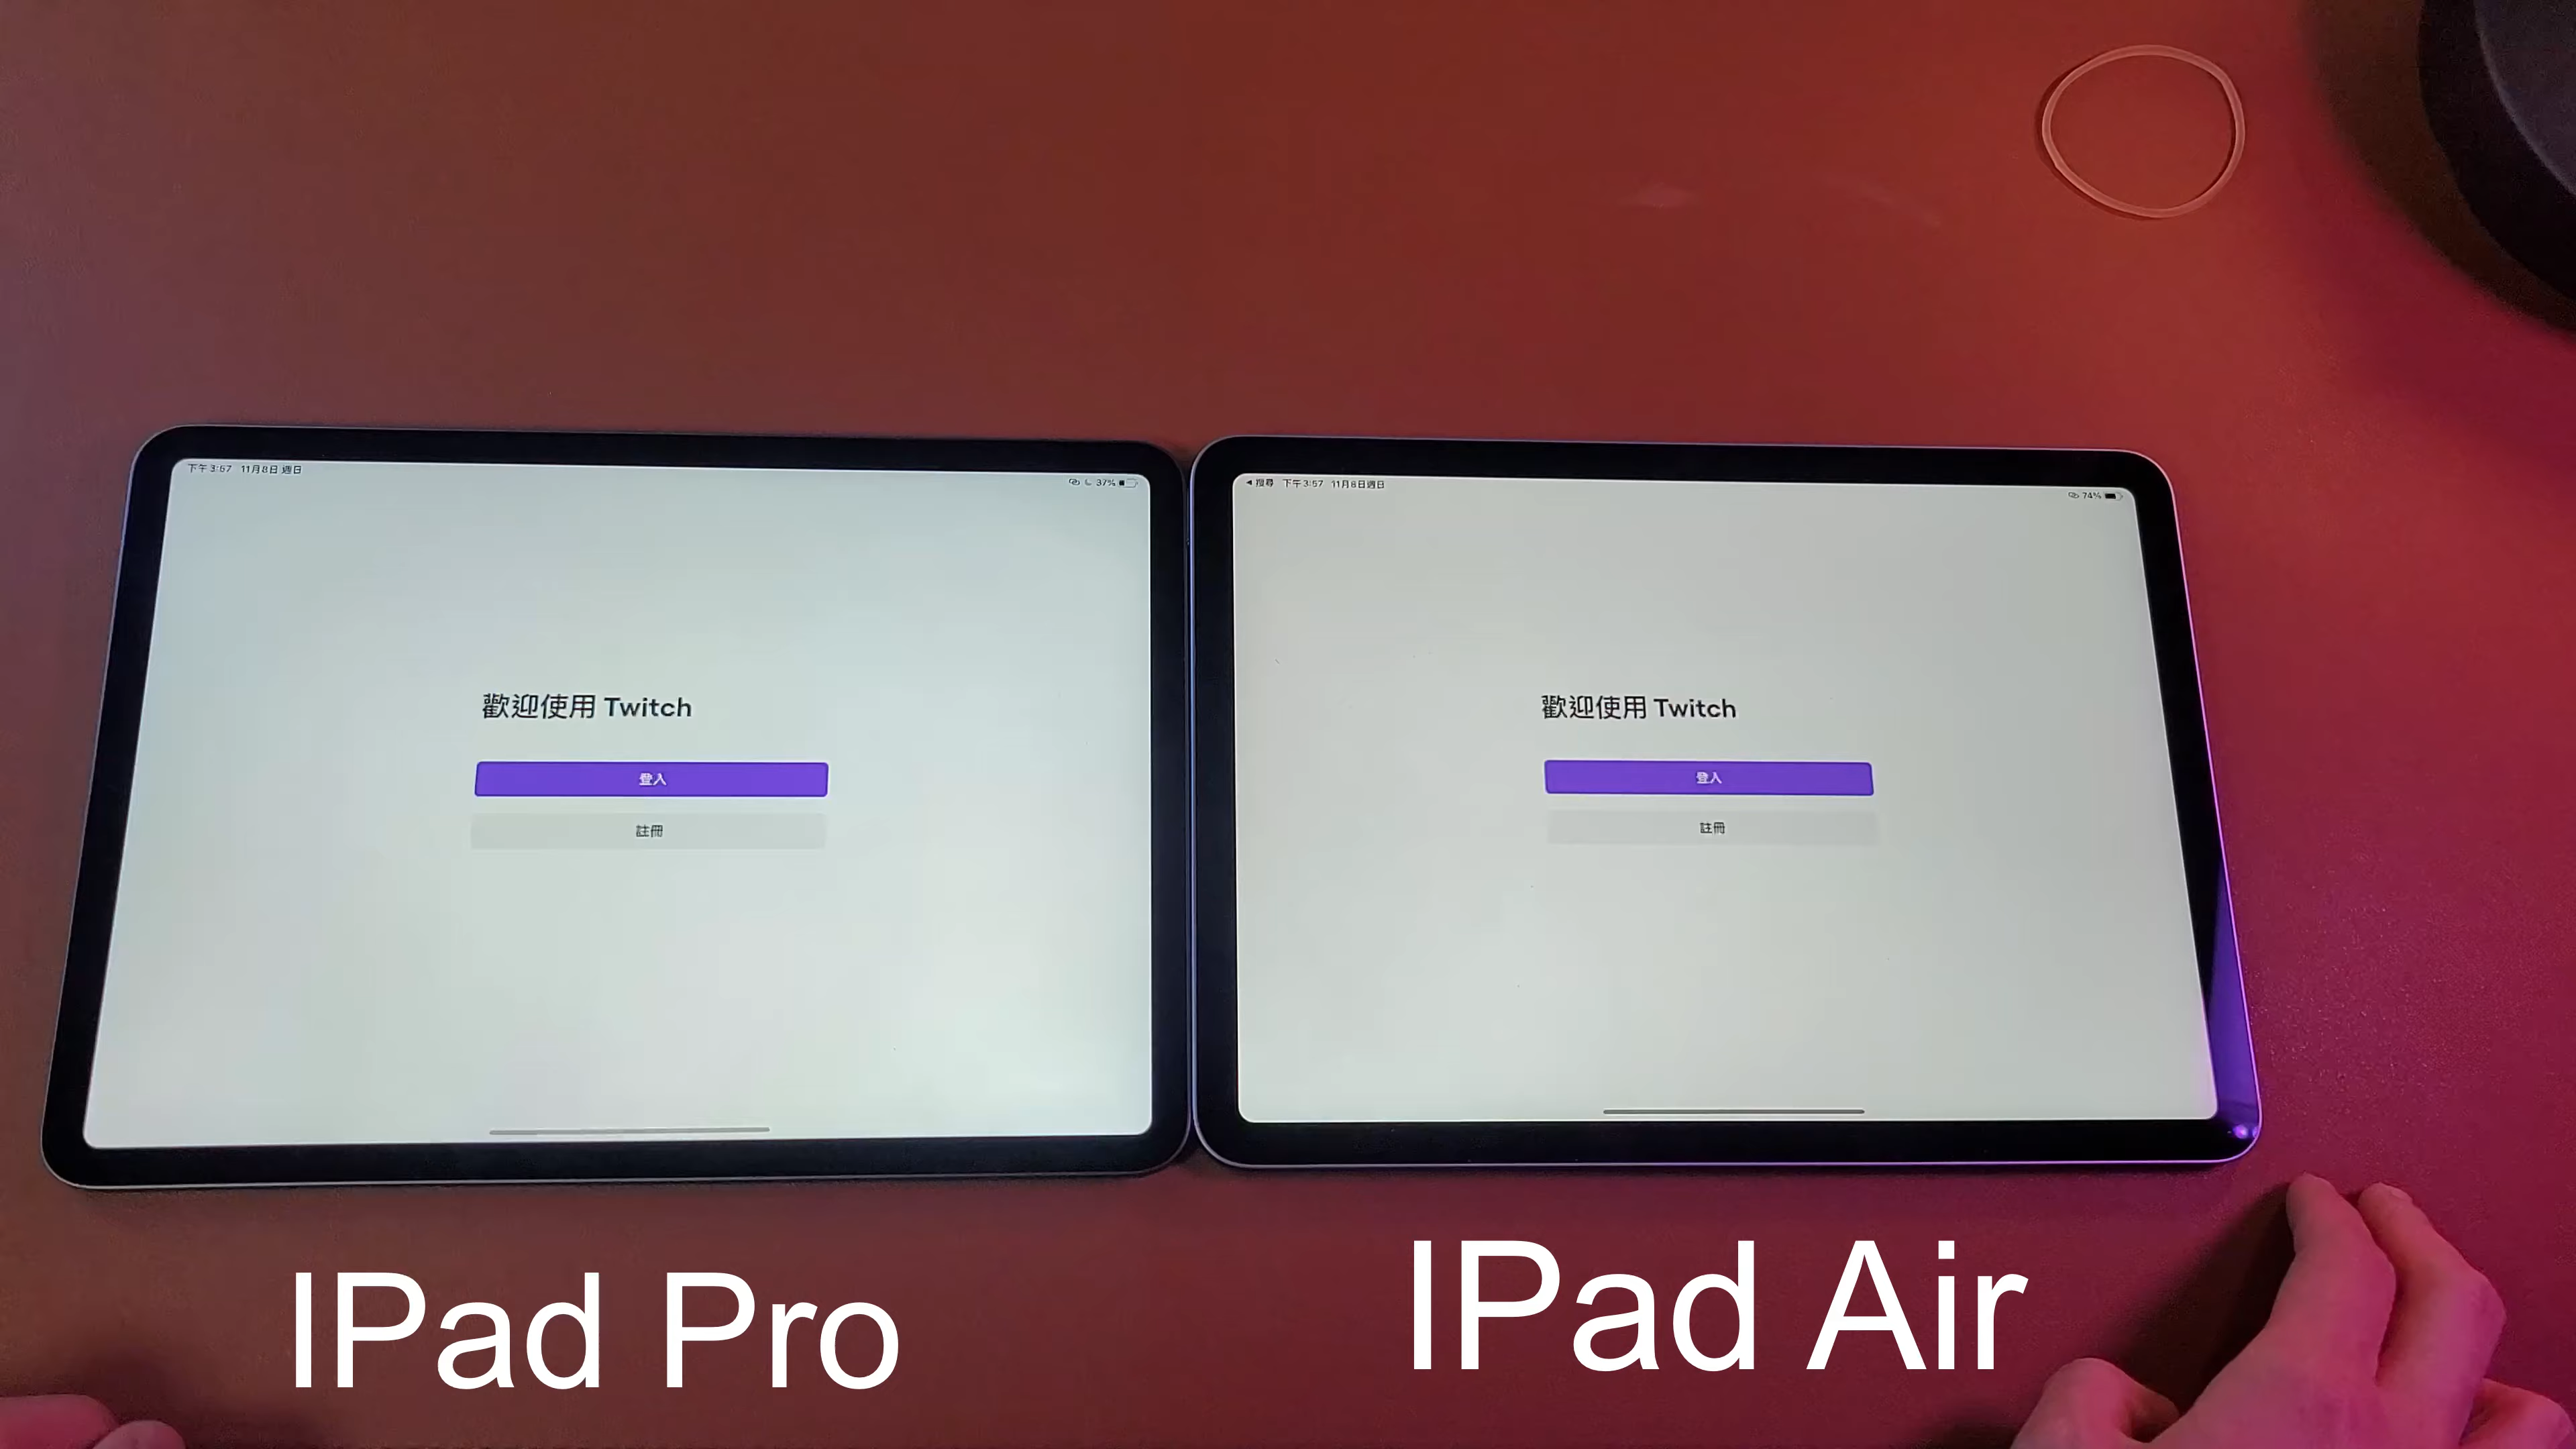 下午3:57 11月8日 週日
37%
歡迎使用 Twitch
登入
註冊
◀ 搜尋 下午3:57 11月8日週日
74%
歡迎使用 Twitch
登入
註冊
IPad Pro
IPad Air